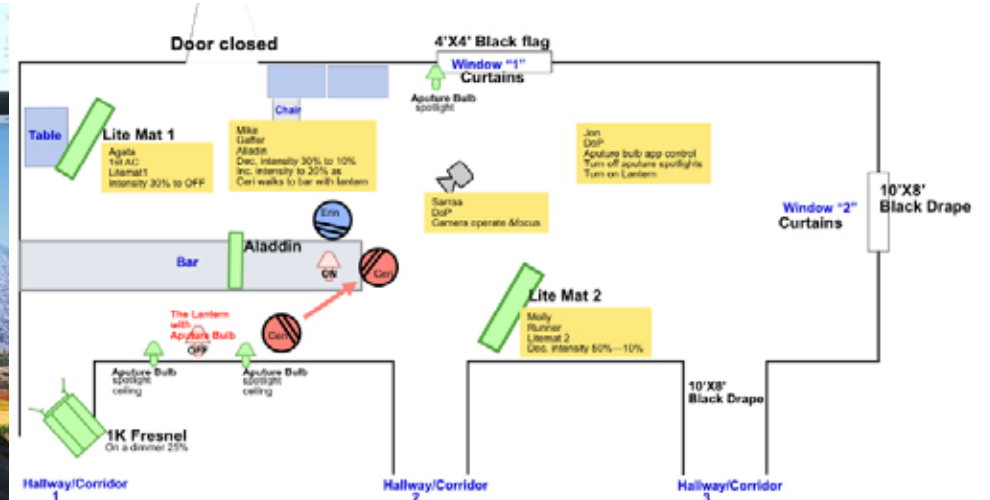 Door closed
4'X4' Black flag
Window "1"
Curtains
Aputure Bulb
spotlight
Chair
Table
Lite Mat 1
Agata
1st AC
Litemat1
Intensity 30% to OFF
Mike
Gaffer
Aladin
Dec. intensity 30% to 10%
Inc. intensity to 20% as
Ceri walks to bar with lantern
Jon
DoP
Aputure bulb app control
Turn off aputure spotlights
Turn on Lantern
Sarraa
DoP
Camera operate &focus
10'X8'
Black Drape
Window "2"
Curtains
Erin
Aladdin
Bar
ON
Ceri
Lite Mat 2
Molly
Runner
Litemat 2
Dec. intensity 50%---10%
The Lantern
with
Aputure Bulb
OFF
Ceri
Aputure Bulb
spotlight
ceiling
Aputure Bulb
spotlight
ceiling
10'X8'
Black Drape
1K Fresnel
On a dimmer 25%
Hallway/Corridor
1
Hallway/Corridor
2
Hallway/Corridor
3